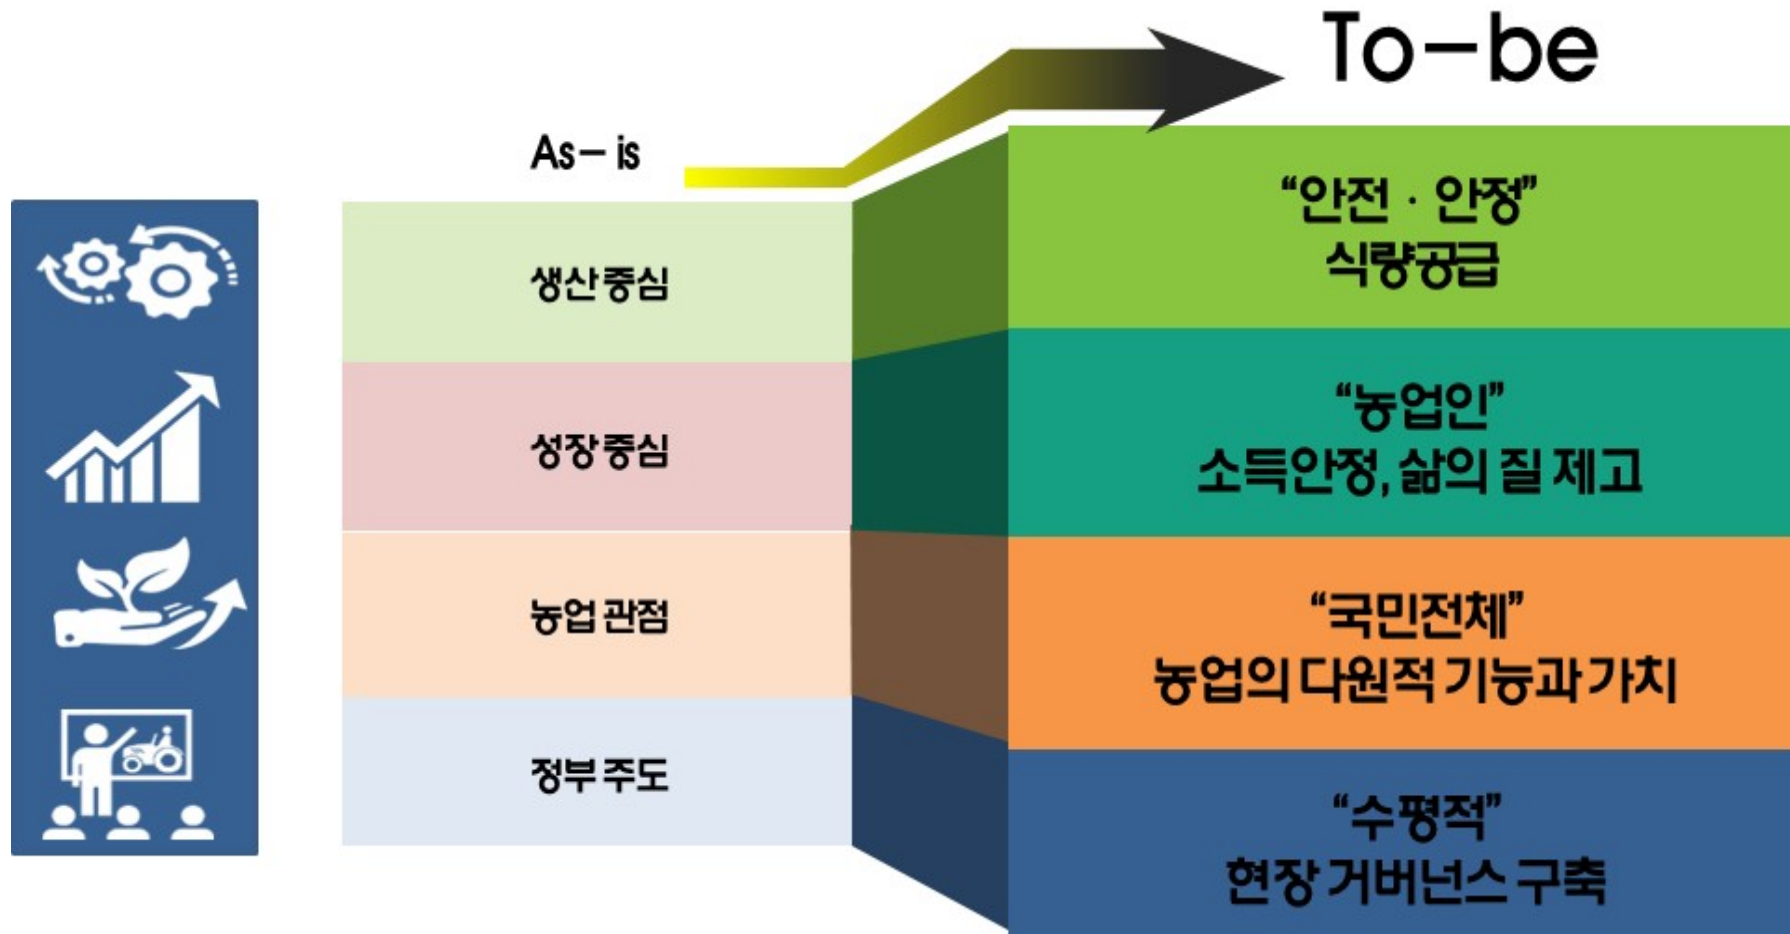 To-be
As- is
생산 중심
"안전 · 안정"
식량공급
성장 중심
"농업인"
소득안정, 삶의 질 제고
농업 관점
"국민전체"
농업의 다원적 기능과 가치
정부 주도
"수평적"
현장 거버넌스 구축